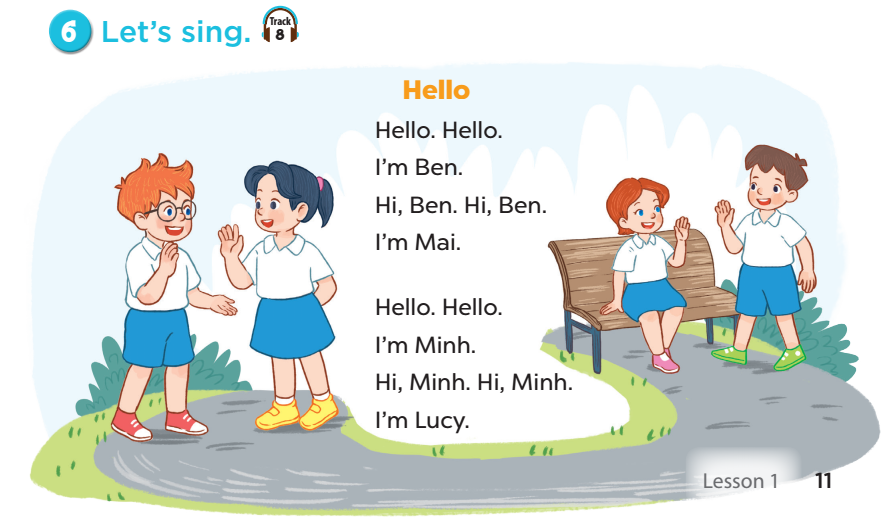 6 Let's sing. Track 8
Hello
Hello. Hello.
I'm Ben.
Hi, Ben. Hi, Ben.
I'm Mai.
Hello. Hello.
I'm Minh.
Hi, Minh. Hi, Minh.
I'm Lucy.
Lesson 1 11